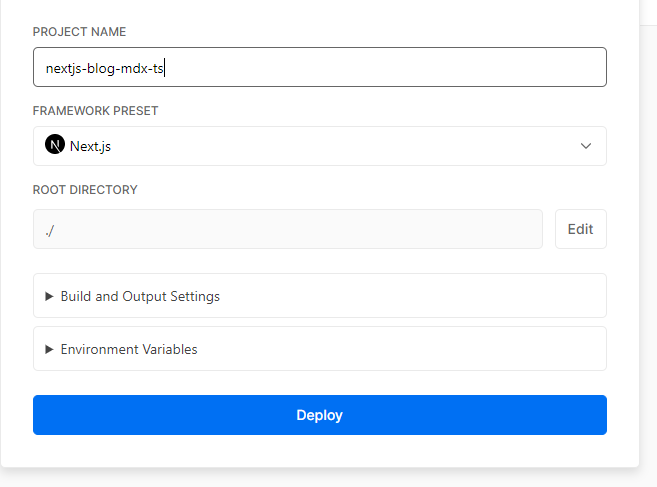 PROJECT NAME
nextjs-blog-mdx-ts
FRAMEWORK PRESET
N Next.js
ROOT DIRECTORY
./
Edit
Build and Output Settings
Environment Variables
Deploy